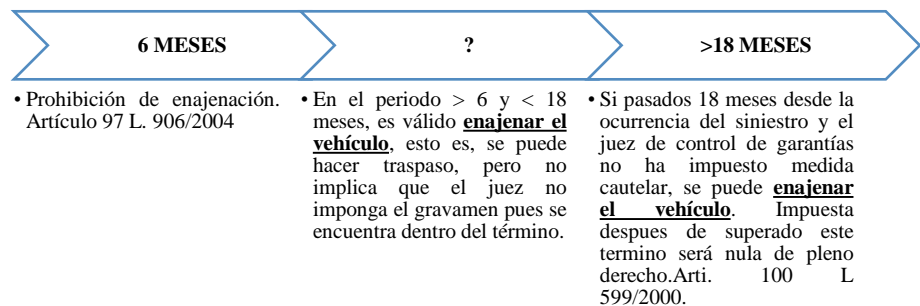 6 MESES
?
>18 MESES
• Prohibición de enajenación.
Artículo 97 L. 906/2004
• En el periodo > 6 y < 18
meses, es válido enajenar el
vehículo, esto es, se puede
hacer traspaso, pero no
implica que el juez no
imponga el gravamen pues se
encuentra dentro del término.
• Si pasados 18 meses desde la
ocurrencia del siniestro y el
juez de control de garantías
no ha impuesto medida
cautelar, se puede enajenar
el vehículo. Impuesta
despues de superado este
termino será nula de pleno
derecho.Arti. 100 L
599/2000.